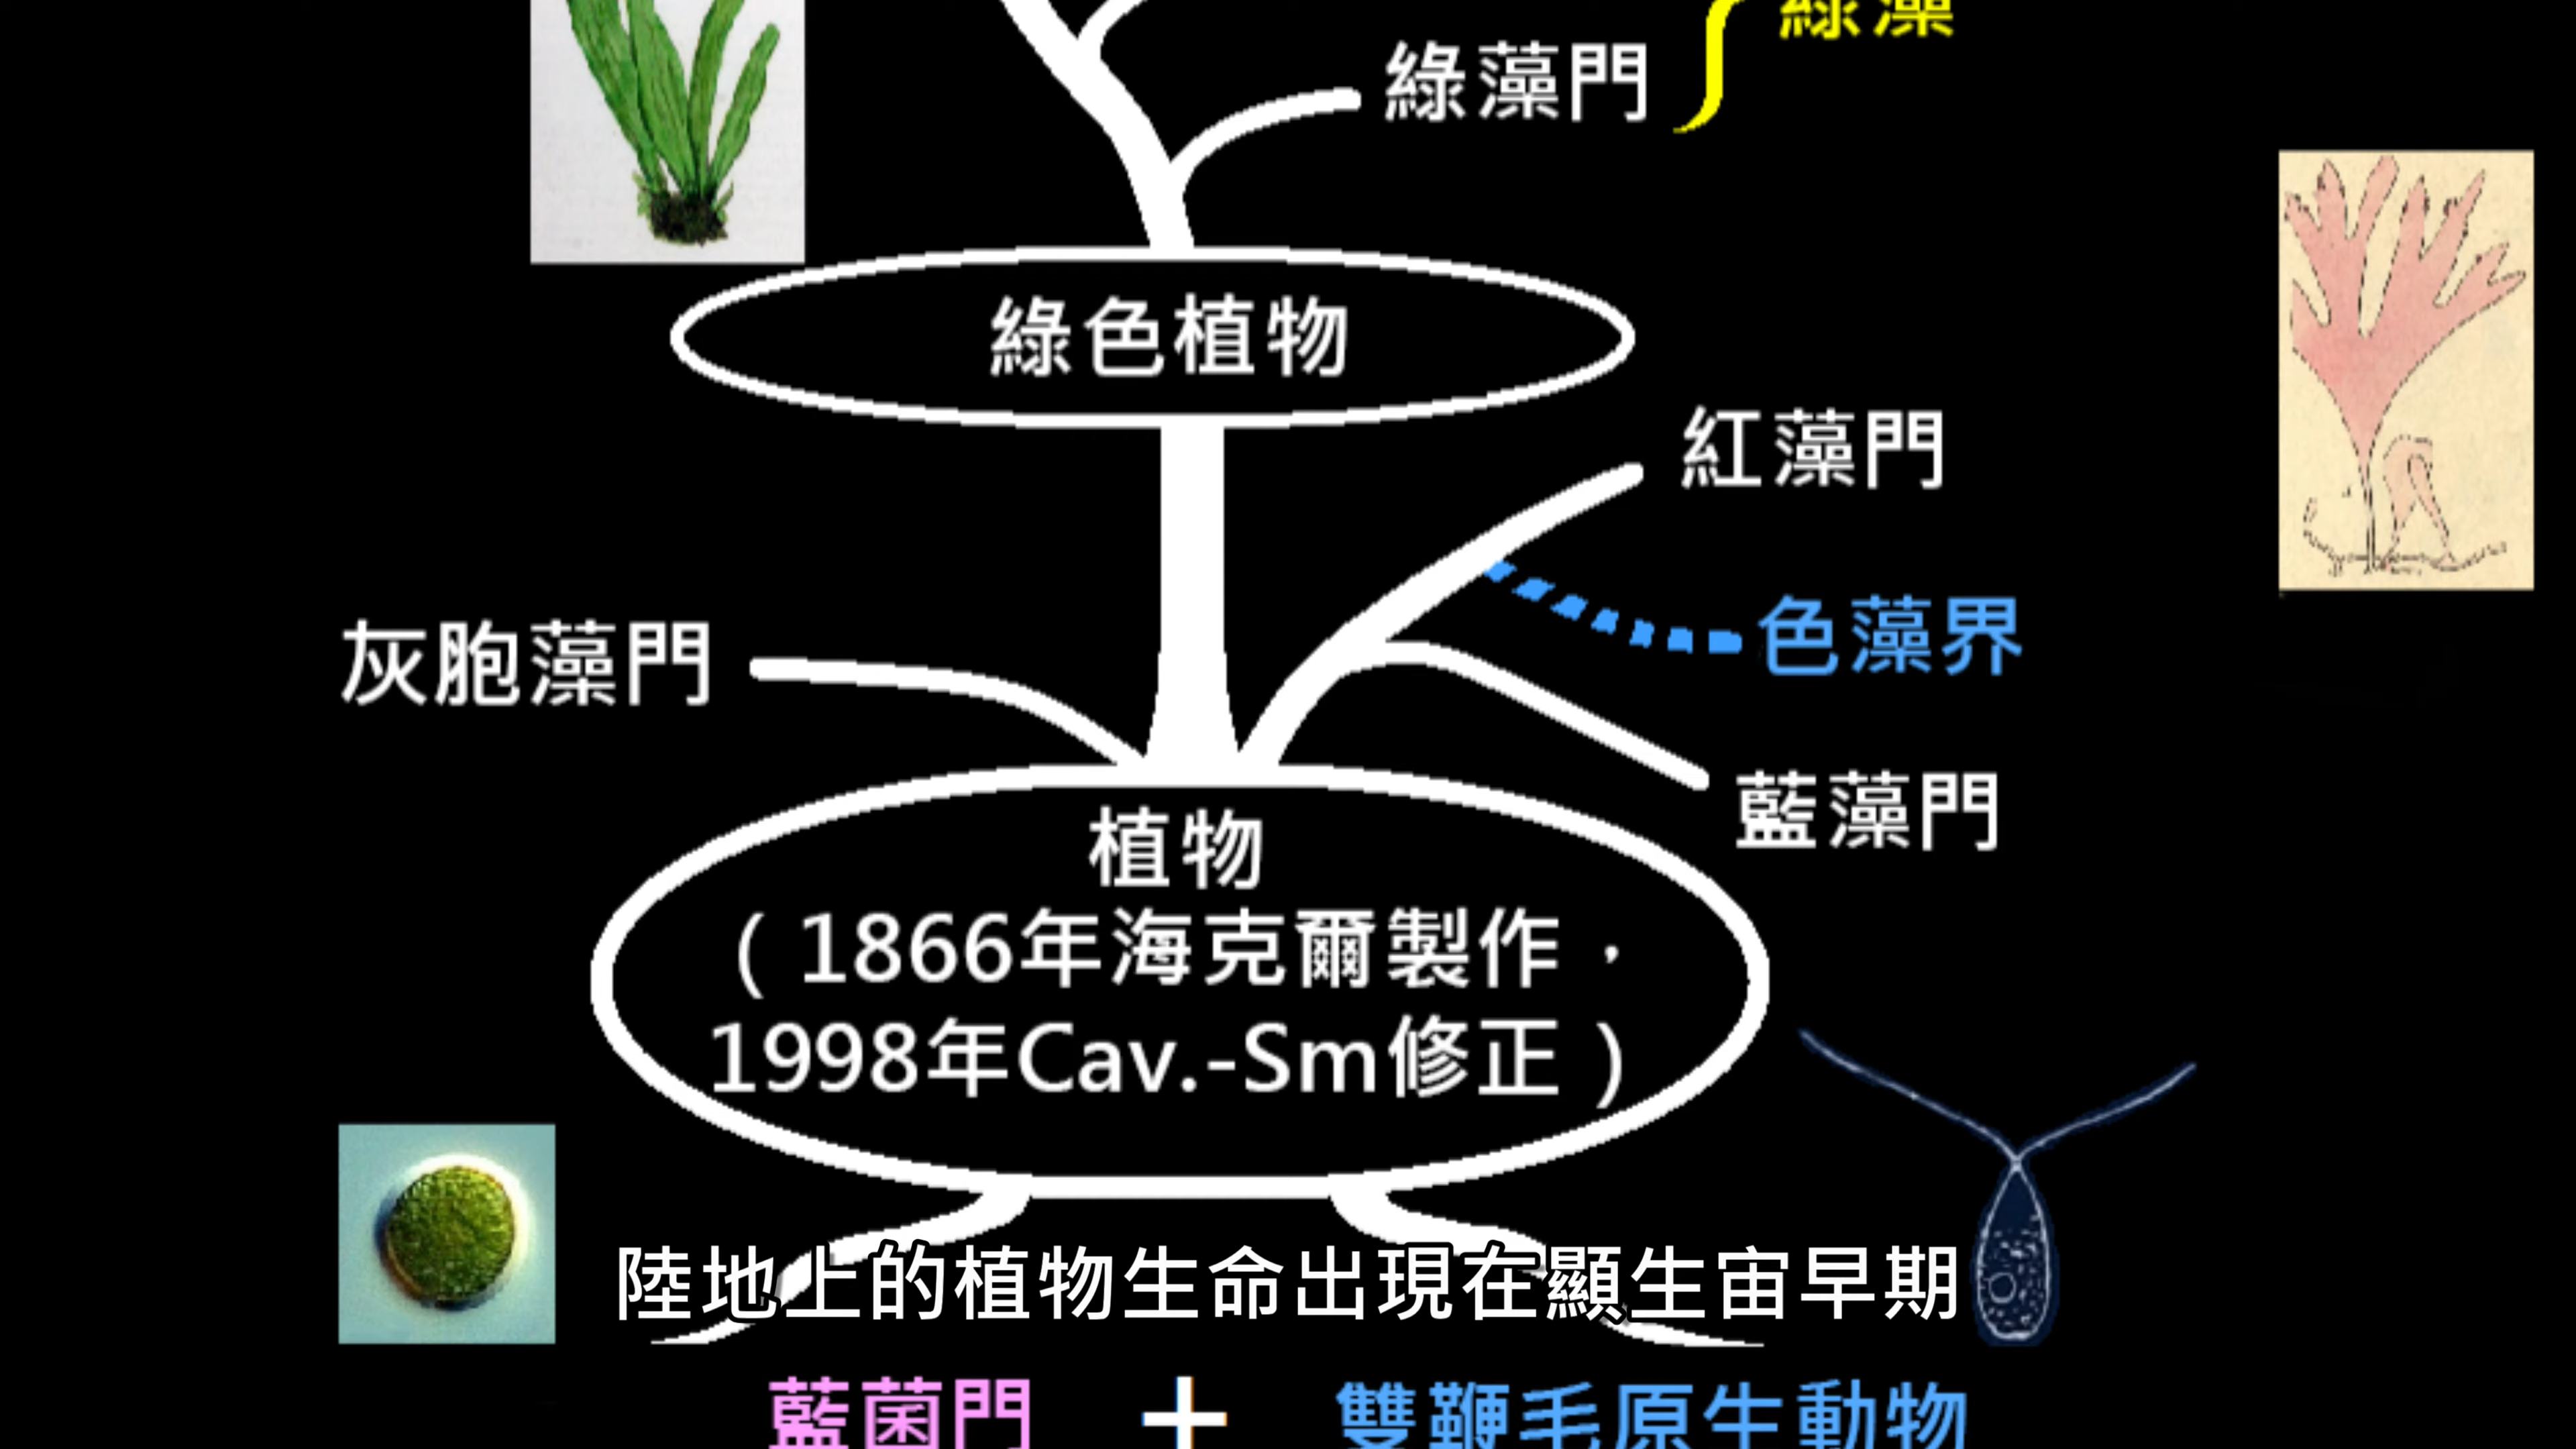 綠藻
綠藻門
綠色植物
紅藻門
色藻界
灰胞藻門
藍藻門
植物
（1866年海克爾製作，
1998年Cav.-Sm修正）
陸地上的植物生命出現在顯生宙早期
藍菌門 + 雙鞭毛原生動物